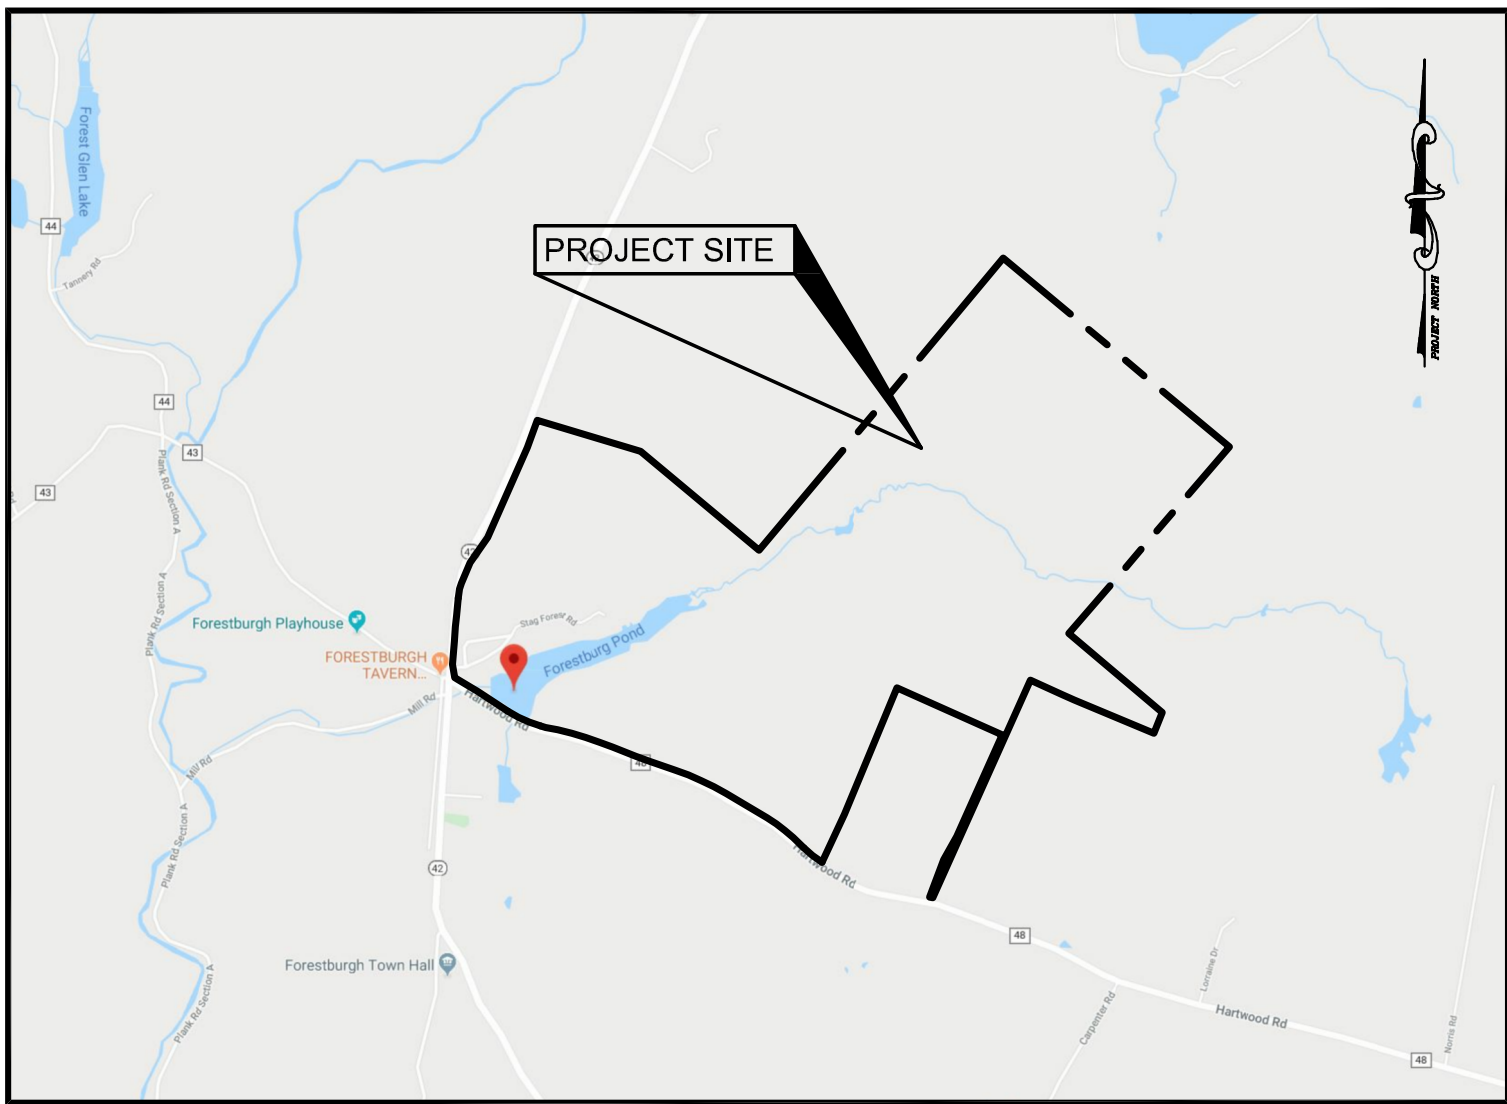 Forest Glen Lake
44
Tannery Rd
PROJECT SITE
42
PROJECT NORTH
44
43
43
Rd
Plank Rd Section A
42
Plank Rd Section A
Forestburgh Playhouse
Stag Forest Rd
Forestburg Pond
FORESTBURGH
TAVERN...
Mill Rd
Hartwood Rd
Mill Rd
48
Plank Rd Section A
42
Hartwood Rd
48
Forestburgh Town Hall
Plank Rd Section A
Lorraine Dr
Carpenter Rd
Hartwood Rd
Norris Rd
48